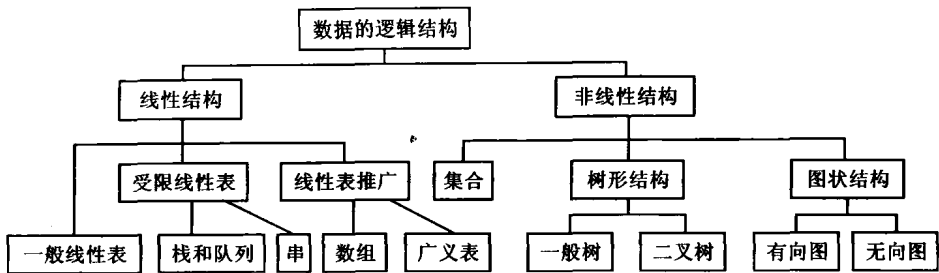 数据的逻辑结构
线性结构
非线性结构
受限线性表
线性表推广
集合
树形结构
图状结构
一般线性表
栈和队列
串
数组
广义表
一般树
二叉树
有向图
无向图